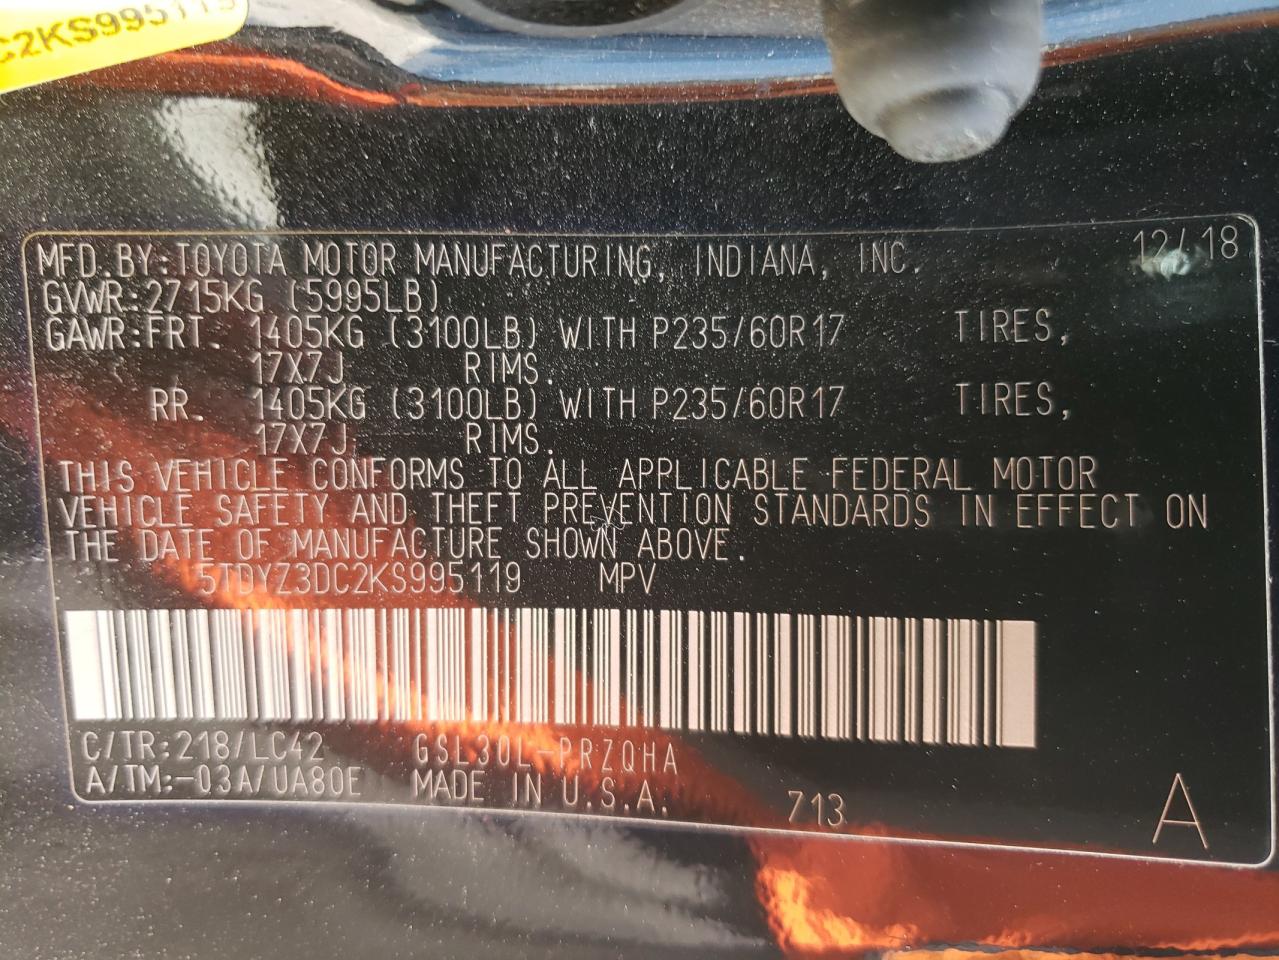 C2KS995119
MFD.BY:TOYOTA MOTOR MANUFACTURING, INDIANA, INC. 12/18
GVWR:2715KG (5995LB)
GAWR:FRT. 1405KG (3100LB) WITH P235/60R17 TIRES,
17X7J RIMS.
RR. 1405KG (3100LB) WITH P235/60R17 TIRES,
17X7J RIMS.
THIS VEHICLE CONFORMS TO ALL APPLICABLE FEDERAL MOTOR
VEHICLE SAFETY AND THEFT PREVENTION STANDARDS IN EFFECT ON
THE DATE OF MANUFACTURE SHOWN ABOVE.
5TDYZ3DC2KS995119 MPV
C/TR:218/LC42 GSL30L-PRZQHA
A/TM:-03A/UA80E MADE IN U.S.A. Z13 A